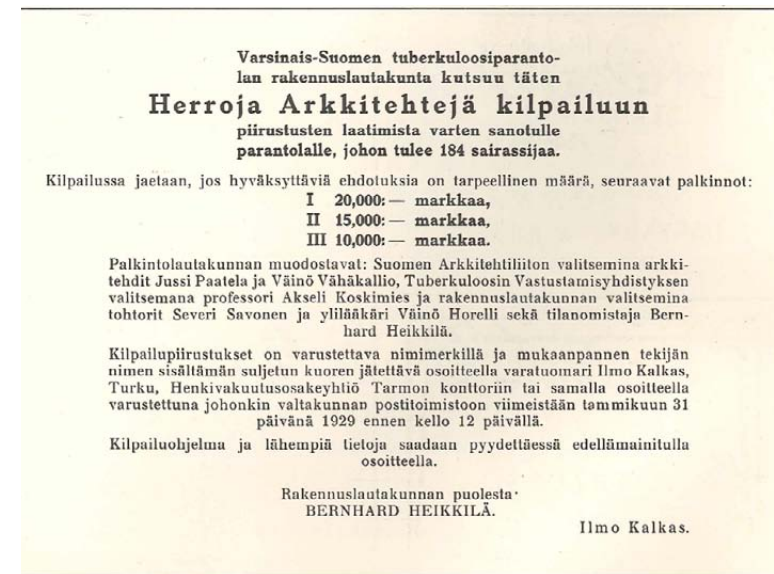 Varsinais-Suomen tuberkuloosiparanto-
lan rakennuslautakunta kutsuu täten
Herroja Arkkitehtejä kilpailuun
piirustusten laatimista varten sanotulle
parantolalle, johon tulee 184 sairassijaa.
Kilpailussa jaetaan, jos hyväksyttäviä ehdotuksia on tarpeellinen määrä, seuraavat palkinnot:
I 20,000:— markkaa,
II 15,000:— markkaa,
III 10,000:— markkaa.
Palkintolautakunnan muodostavat: Suomen Arkkitehtiliiton valitsemina arkki-
tehdit Jussi Paatela ja Väinö Vähäkallio, Tuberkuloosin Vastustamisyhdistyksen
valitsemana professori Akseli Koskimies ja rakennuslautakunnan valitsemina
tohtorit Severi Savonen ja ylilääkäri Väinö Horelli sekä tilanomistaja Bern-
hard Heikkilä.
Kilpailupiirustukset on varustettava nimimerkillä ja mukaanpannen tekijän
nimen sisältämän suljetun kuoren jätettävä osoitteella varatuomari Ilmo Kalkas,
Turku, Henkivakuutusosakeyhtiö Tarmon konttoriin tai samalla osoitteella
varustettuna johonkin valtakunnan postitoimistoon viimeistään tammikuun 31
päivänä 1929 ennen kello 12 päivällä.
Kilpailuohjelma ja lähempiä tietoja saadaan pyydettäessä edellämainitulla
osoitteella.
Rakennuslautakunnan puolesta·
BERNHARD HEIKKILÄ.
Ilmo Kalkas.